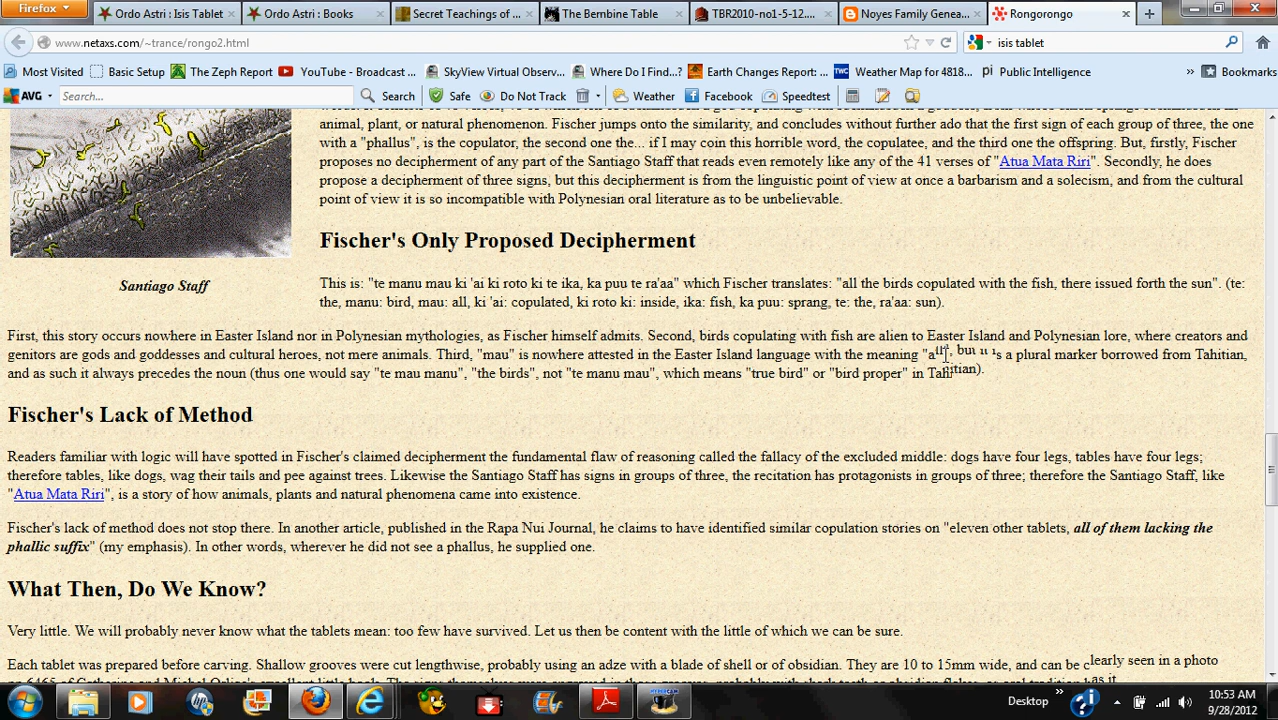 Firefox
Ordo Astri : Isis Tablet
Ordo Astri : Books
Secret Teachings of ...
The Bembine Table
TBR2010-no1-5-12....
Noyes Family Genea...
Rongorongo
www.netaxs.com/~trance/rongo2.html
isis tablet
Most Visited
Basic Setup
The Zeph Report
YouTube - Broadcast ...
SkyView Virtual Observ...
Where Do I Find...?
Earth Changes Report: ...
Weather Map for 4818...
Public Intelligence
Bookmarks
AVG
Search...
Search
Safe
Do Not Track
Weather
Facebook
Speedtest
animal, plant, or natural phenomenon. Fischer jumps onto the similarity, and concludes without further ado that the first sign of each group of three, the one
with a "phallus", is the copulator, the second one the... if I may coin this horrible word, the copulatee, and the third one the offspring. But, firstly, Fischer
proposes no decipherment of any part of the Santiago Staff that reads even remotely like any of the 41 verses of "Atua Mata Riri". Secondly, he does
propose a decipherment of three signs, but this decipherment is from the linguistic point of view at once a barbarism and a solecism, and from the cultural
point of view it is so incompatible with Polynesian oral literature as to be unbelievable.
Fischer's Only Proposed Decipherment
Santiago Staff
This is: "te manu mau ki 'ai ki roto ki te ika, ka puu te ra'aa" which Fischer translates: "all the birds copulated with the fish, there issued forth the sun". (te:
the, manu: bird, mau: all, ki 'ai: copulated, ki roto ki: inside, ika: fish, ka puu: sprang, te: the, ra'aa: sun).
First, this story occurs nowhere in Easter Island nor in Polynesian mythologies, as Fischer himself admits. Second, birds copulating with fish are alien to Easter Island and Polynesian lore, where creators and
genitors are gods and goddesses and cultural heroes, not mere animals. Third, "mau" is nowhere attested in the Easter Island language with the meaning "all", but it is a plural marker borrowed from Tahitian,
and as such it always precedes the noun (thus one would say "te mau manu", "the birds", not "te manu mau", which means "true bird" or "bird proper" in Tahitian).
Fischer's Lack of Method
Readers familiar with logic will have spotted in Fischer's claimed decipherment the fundamental flaw of reasoning called the fallacy of the excluded middle: dogs have four legs, tables have four legs;
therefore tables, like dogs, wag their tails and pee against trees. Likewise the Santiago Staff has signs in groups of three, the recitation has protagonists in groups of three; therefore the Santiago Staff, like
"Atua Mata Riri", is a story of how animals, plants and natural phenomena came into existence.
Fischer's lack of method does not stop there. In another article, published in the Rapa Nui Journal, he claims to have identified similar copulation stories on "eleven other tablets, all of them lacking the
phallic suffix" (my emphasis). In other words, wherever he did not see a phallus, he supplied one.
What Then, Do We Know?
Very little. We will probably never know what the tablets mean: too few have survived. Let us then be content with the little of which we can be sure.
Each tablet was prepared before carving. Shallow grooves were cut lengthwise, probably using an adze with a blade of shell or of obsidian. They are 10 to 15mm wide, and can be clearly seen in a photo
Desktop
10:53 AM
9/28/2012